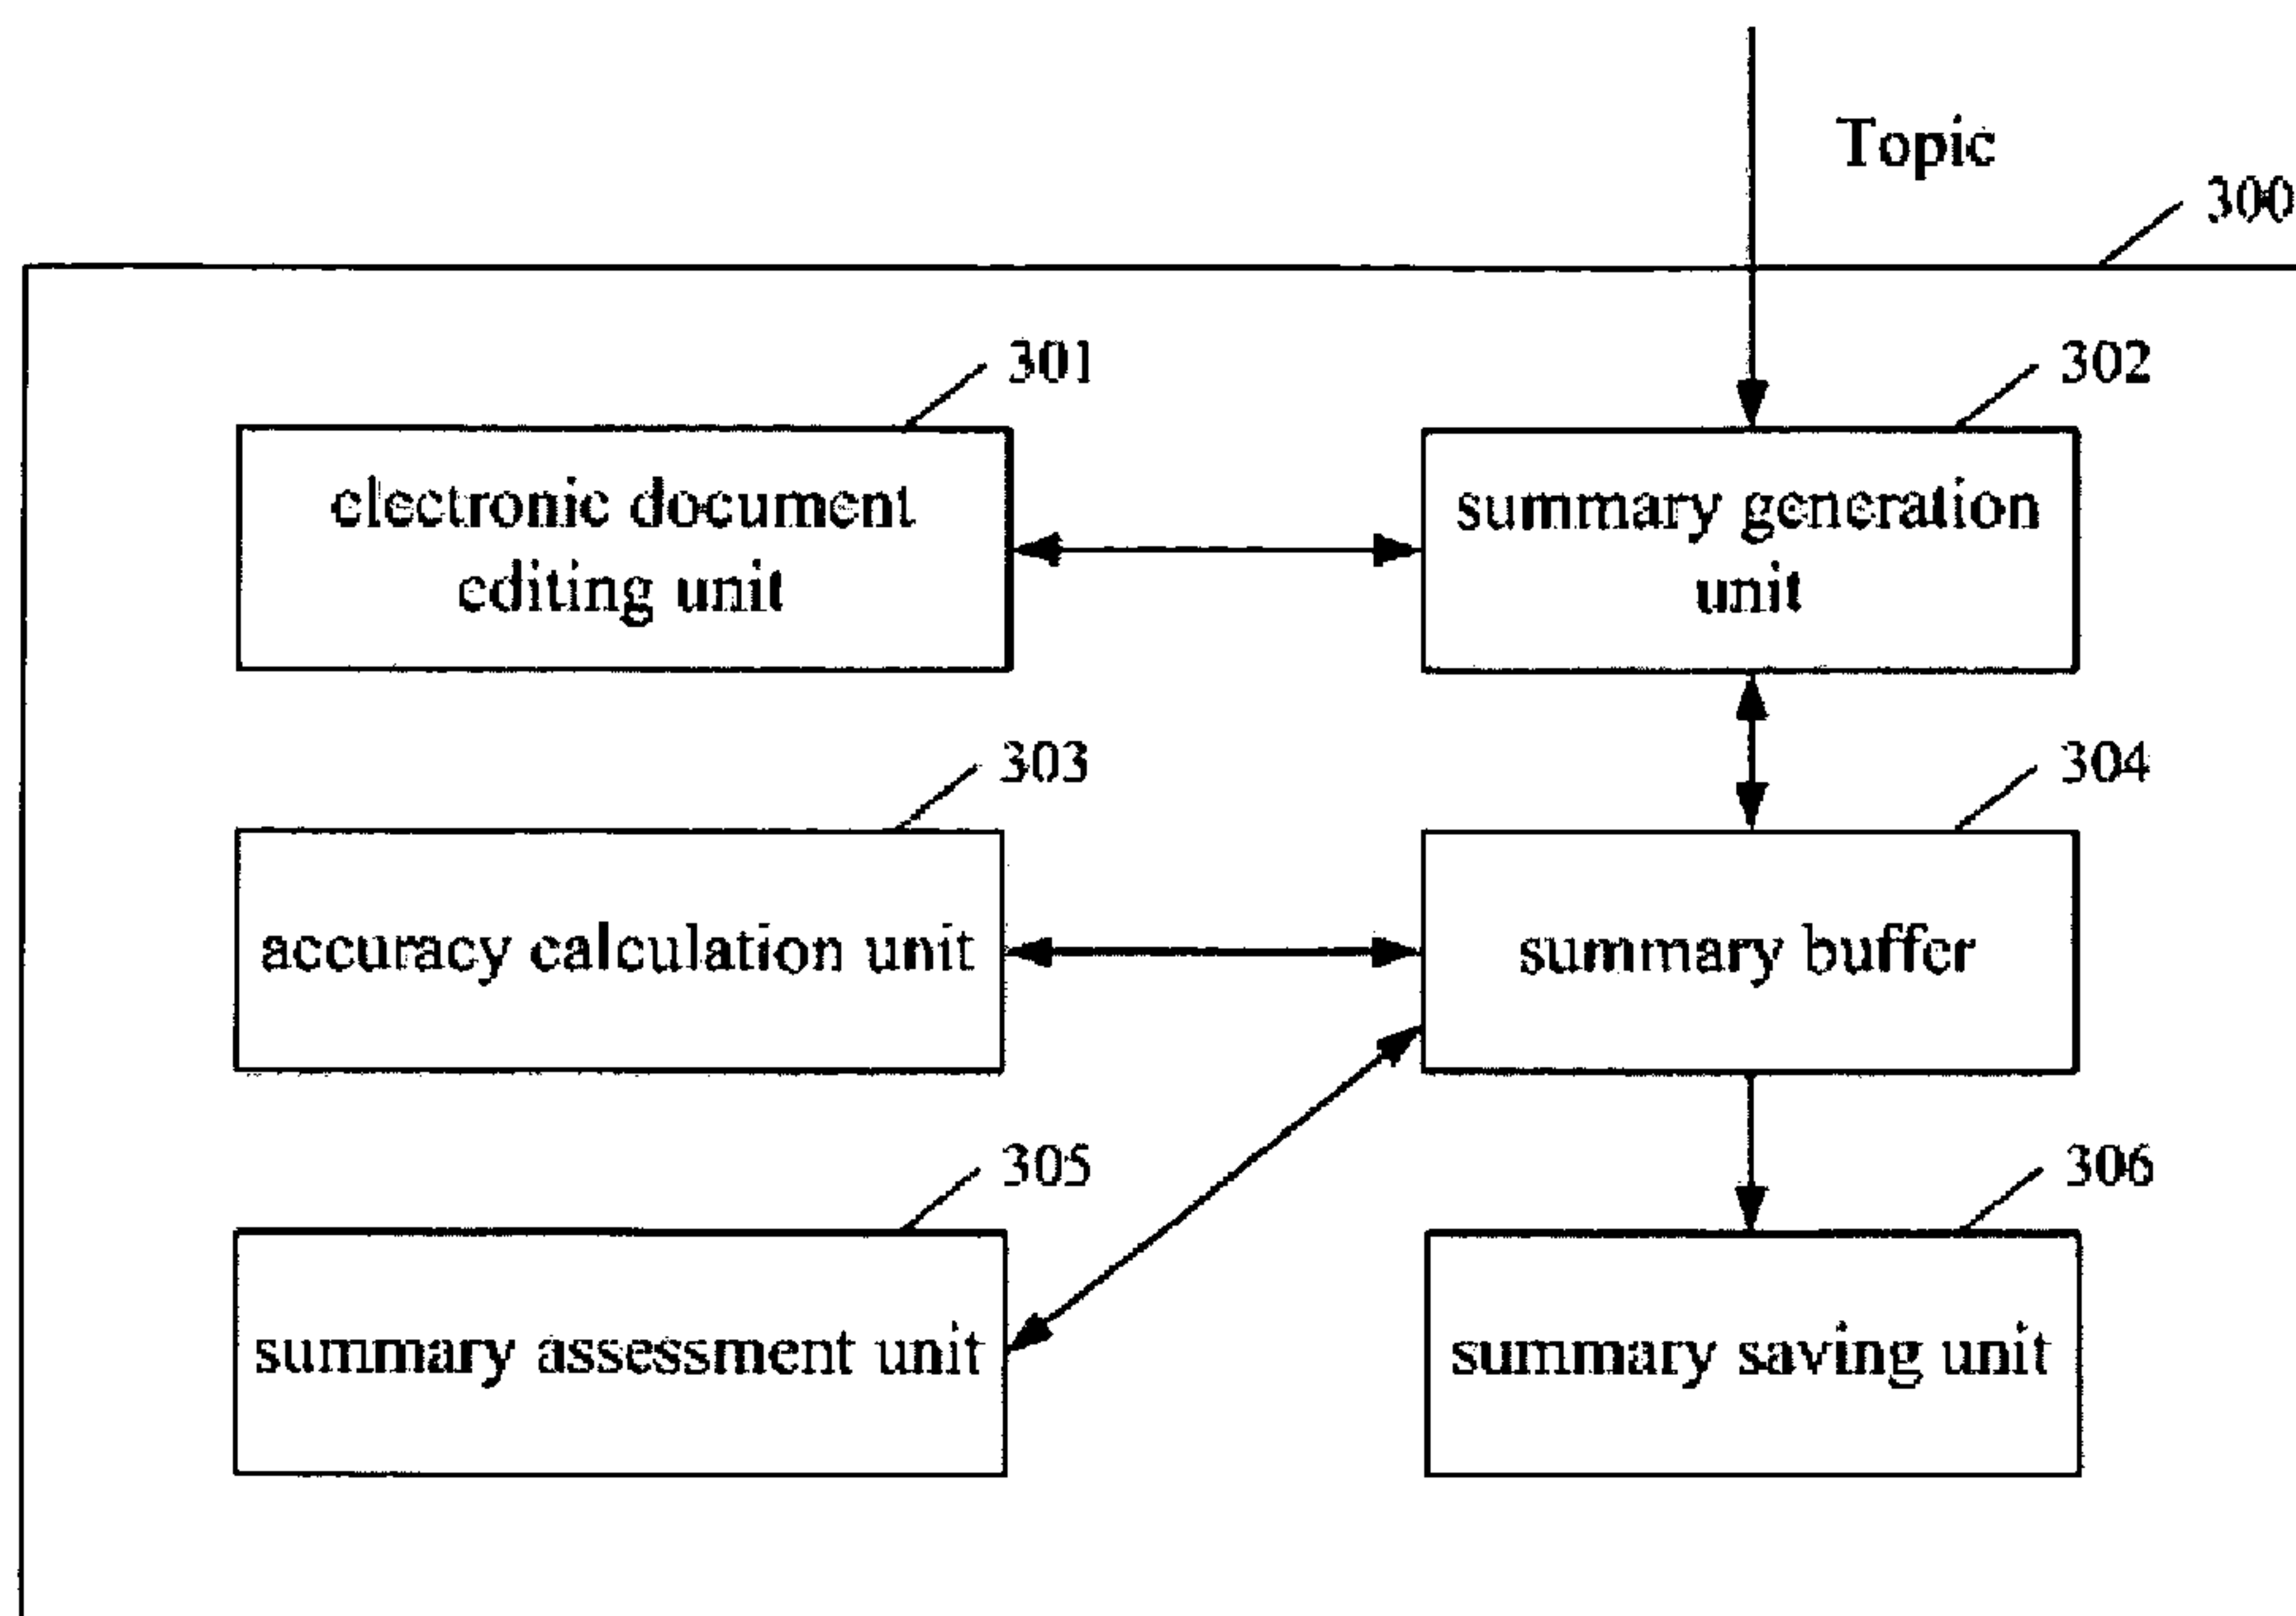 Topic
300
301
302
electronic document
editing unit
summary generation
unit
303
304
accuracy calculation unit
summary buffer
305
306
summary assessment unit
summary saving unit